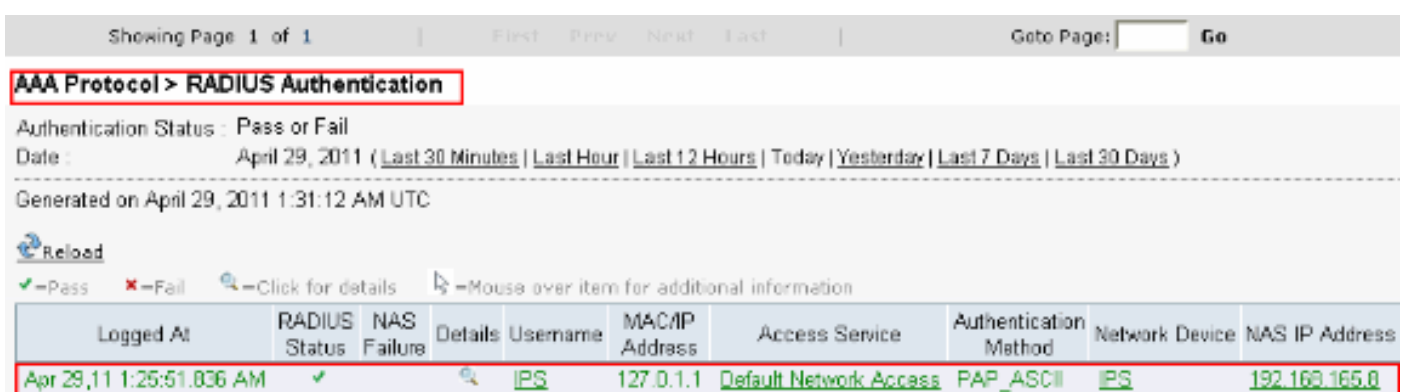 Showing Page 1 of 1 | First Prev Next Last | Goto Page: Go
AAA Protocol > RADIUS Authentication
Authentication Status : Pass or Fail
Date : April 29, 2011 ( Last 30 Minutes | Last Hour | Last 12 Hours | Today | Yesterday | Last 7 Days | Last 30 Days )
Generated on April 29, 2011 1:31:12 AM UTC
Reload
=Pass =Fail =Click for details =Mouse over item for additional information
Logged At RADIUS Status NAS Failure Details Username MAC/IP Address Access Service Authentication Method Network Device NAS IP Address
Apr 29,11 1:25:51.836 AM IPS 127.0.1.1 Default Network Access PAP_ASCII IPS 192.168.165.8